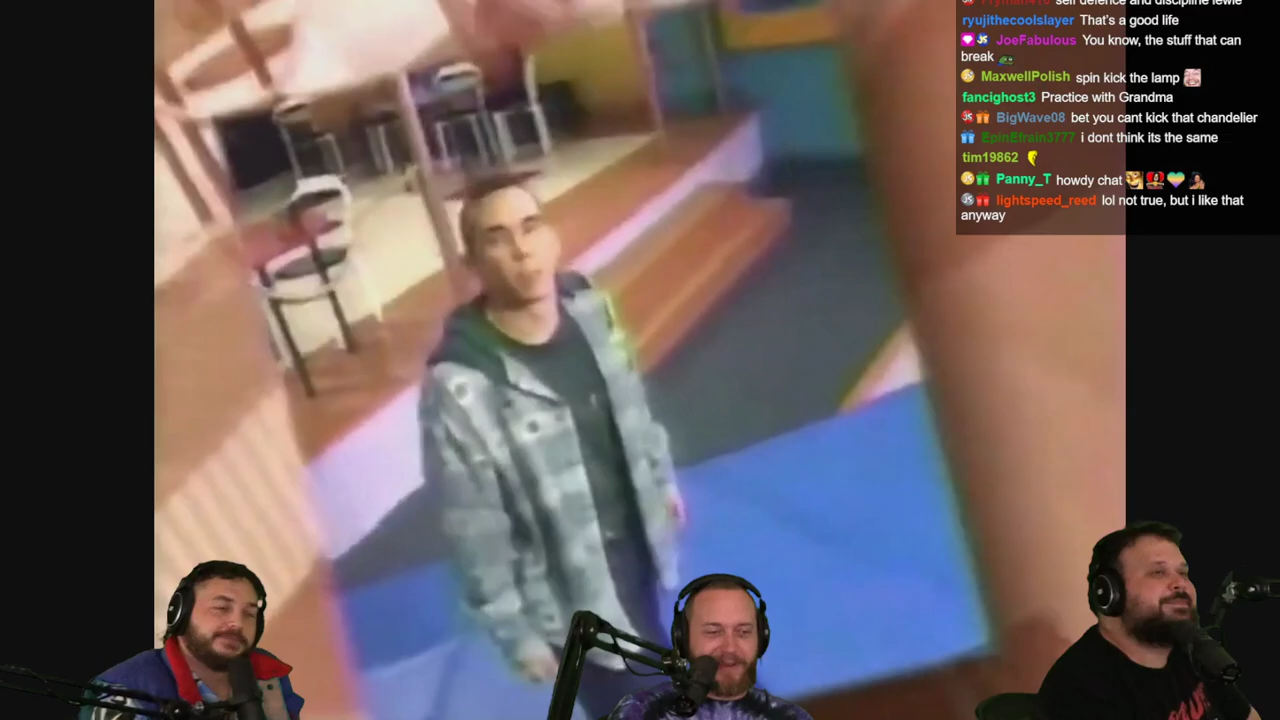 Fryman416 self defence and discipline lewie
ryujithecoolslayer That's a good life
JoeFabulous You know, the stuff that can
break
MaxwellPolish spin kick the lamp
fancighost3 Practice with Grandma
BigWave08 bet you cant kick that chandelier
EpinEfrain3777 i dont think its the same
tim19862
Panny_T howdy chat
lightspeed_reed lol not true, but i like that
anyway